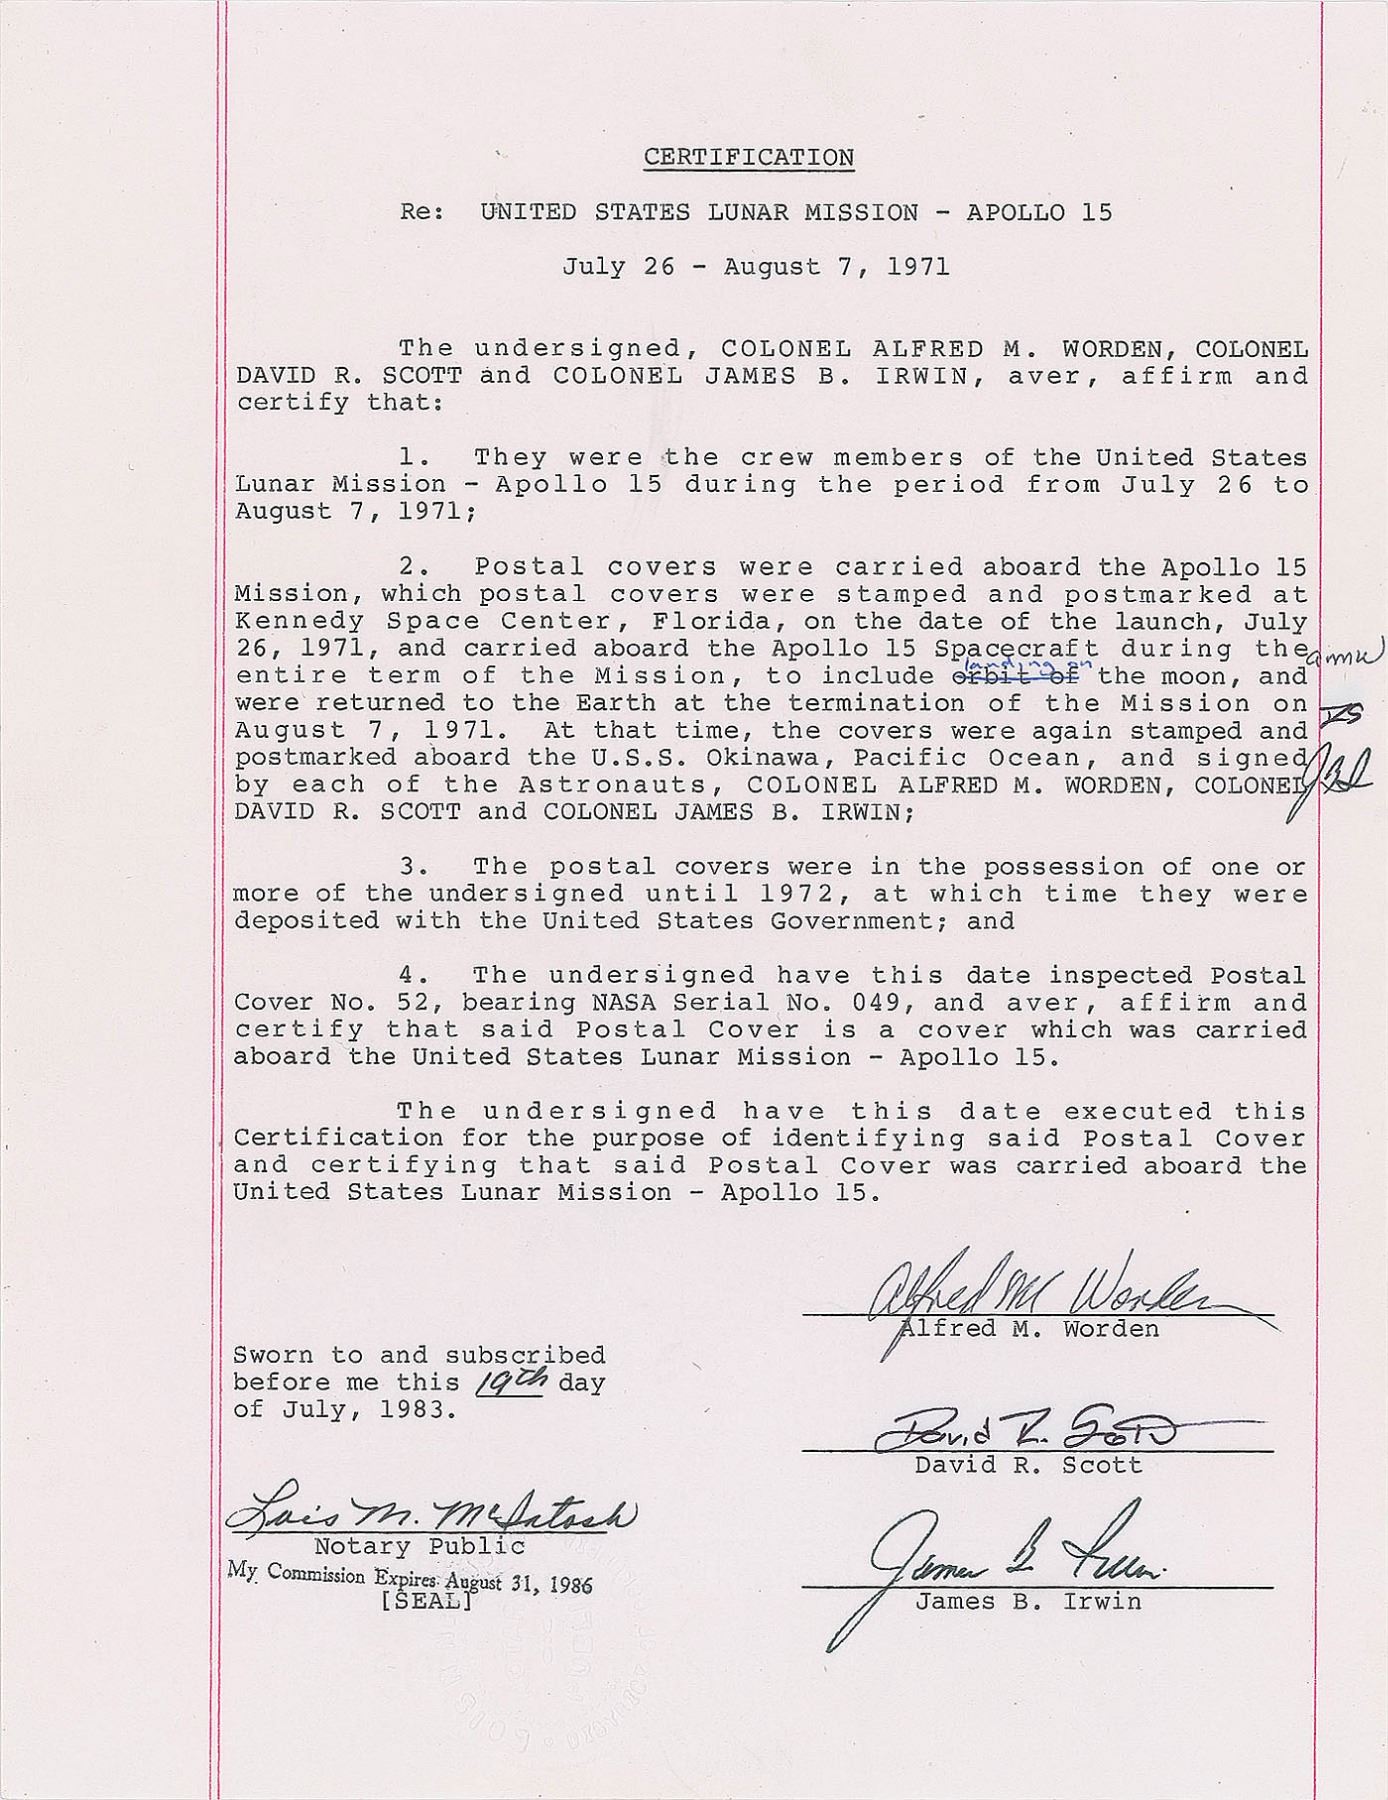 CERTIFICATION
Re: UNITED STATES LUNAR MISSION - APOLLO 15
July 26 - August 7, 1971
The undersigned, COLONEL ALFRED M. WORDEN, COLONEL
DAVID R. SCOTT and COLONEL JAMES B. IRWIN, aver, affirm and
certify that:
1. They were the crew members of the United States
Lunar Mission - Apollo 15 during the period from July 26 to
August 7, 1971;
2. Postal covers were carried aboard the Apollo 15
Mission, which postal covers were stamped and postmarked at
Kennedy Space Center, Florida, on the date of the launch, July
26, 1971, and carried aboard the Apollo 15 Spacecraft during the
landing on
amw
entire term of the Mission, to include orbit of the moon, and
were returned to the Earth at the termination of the Mission on
DS
August 7, 1971. At that time, the covers were again stamped and
postmarked aboard the U.S.S. Okinawa, Pacific Ocean, and signed
JBI
by each of the Astronauts, COLONEL ALFRED M. WORDEN, COLONEL
DAVID R. SCOTT and COLONEL JAMES B. IRWIN;
3. The postal covers were in the possession of one or
more of the undersigned until 1972, at which time they were
deposited with the United States Government; and
4. The undersigned have this date inspected Postal
Cover No. 52, bearing NASA Serial No. 049, and aver, affirm and
certify that said Postal Cover is a cover which was carried
aboard the United States Lunar Mission - Apollo 15.
The undersigned have this date executed this
Certification for the purpose of identifying said Postal Cover
and certifying that said Postal Cover was carried aboard the
United States Lunar Mission - Apollo 15.
Alfred M Worden
Alfred M. Worden
Sworn to and subscribed
before me this 19th day
of July, 1983.
David R. Scott
David R. Scott
Lois M. McIntosh
Notary Public
My Commission Expires August 31, 1986
[SEAL]
James B Irwin
James B. Irwin